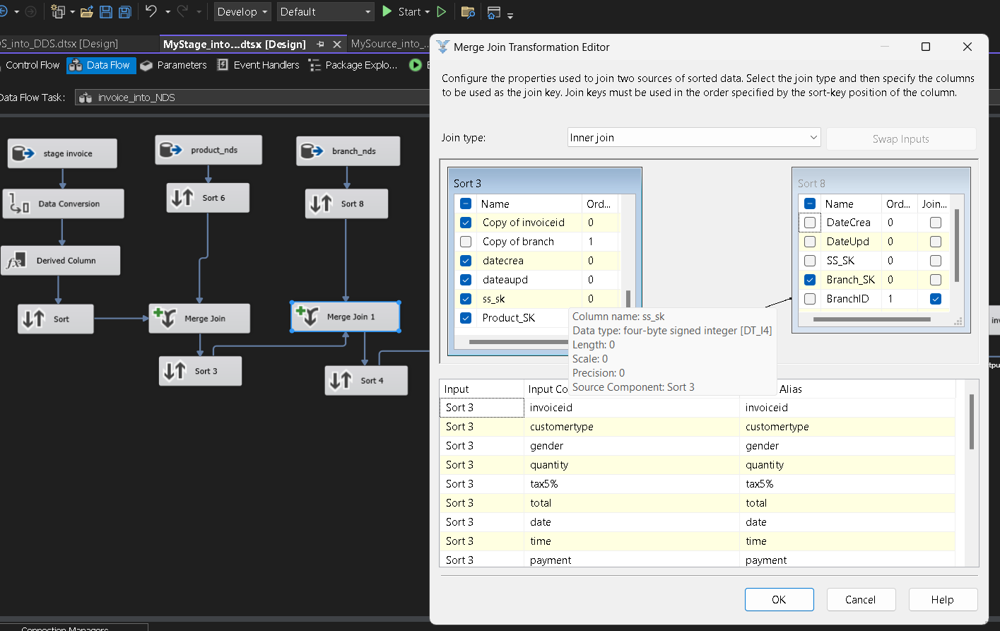 Develop
Default
Start
S_into_DDS.dtsx [Design]
MyStage_into....dtsx [Design]
MySource_into_...
Control Flow
Data Flow
Parameters
Event Handlers
Package Explo...
Data Flow Task:
invoice_into_NDS
stage invoice
product_nds
branch_nds
Sort 6
Sort 8
Data Conversion
Derived Column
Sort
Merge Join
Merge Join 1
Sort 3
Sort 4
Connection Managers
Merge Join Transformation Editor
Configure the properties used to join two sources of sorted data. Select the join type and then specify the columns
to be used as the join key. Join keys must be used in the order specified by the sort-key position of the column.
Join type:
Inner join
Swap Inputs
Sort 3
Name Ord...
Copy of invoiceid 0
Copy of branch 1
datecrea 0
dateaupd 0
ss_sk 0
Product_SK
Sort 8
Name Ord... Join...
DateCrea 0
DateUpd 0
SS_SK 0
Branch_SK 0
BranchID 1
Column name: ss_sk
Data type: four-byte signed integer [DT_I4]
Length: 0
Scale: 0
Precision: 0
Source Component: Sort 3
Input Input Co Alias
Sort 3 invoiceid invoiceid
Sort 3 customertype customertype
Sort 3 gender gender
Sort 3 quantity quantity
Sort 3 tax5% tax5%
Sort 3 total total
Sort 3 date date
Sort 3 time time
Sort 3 payment payment
OK
Cancel
Help
inv
tpu